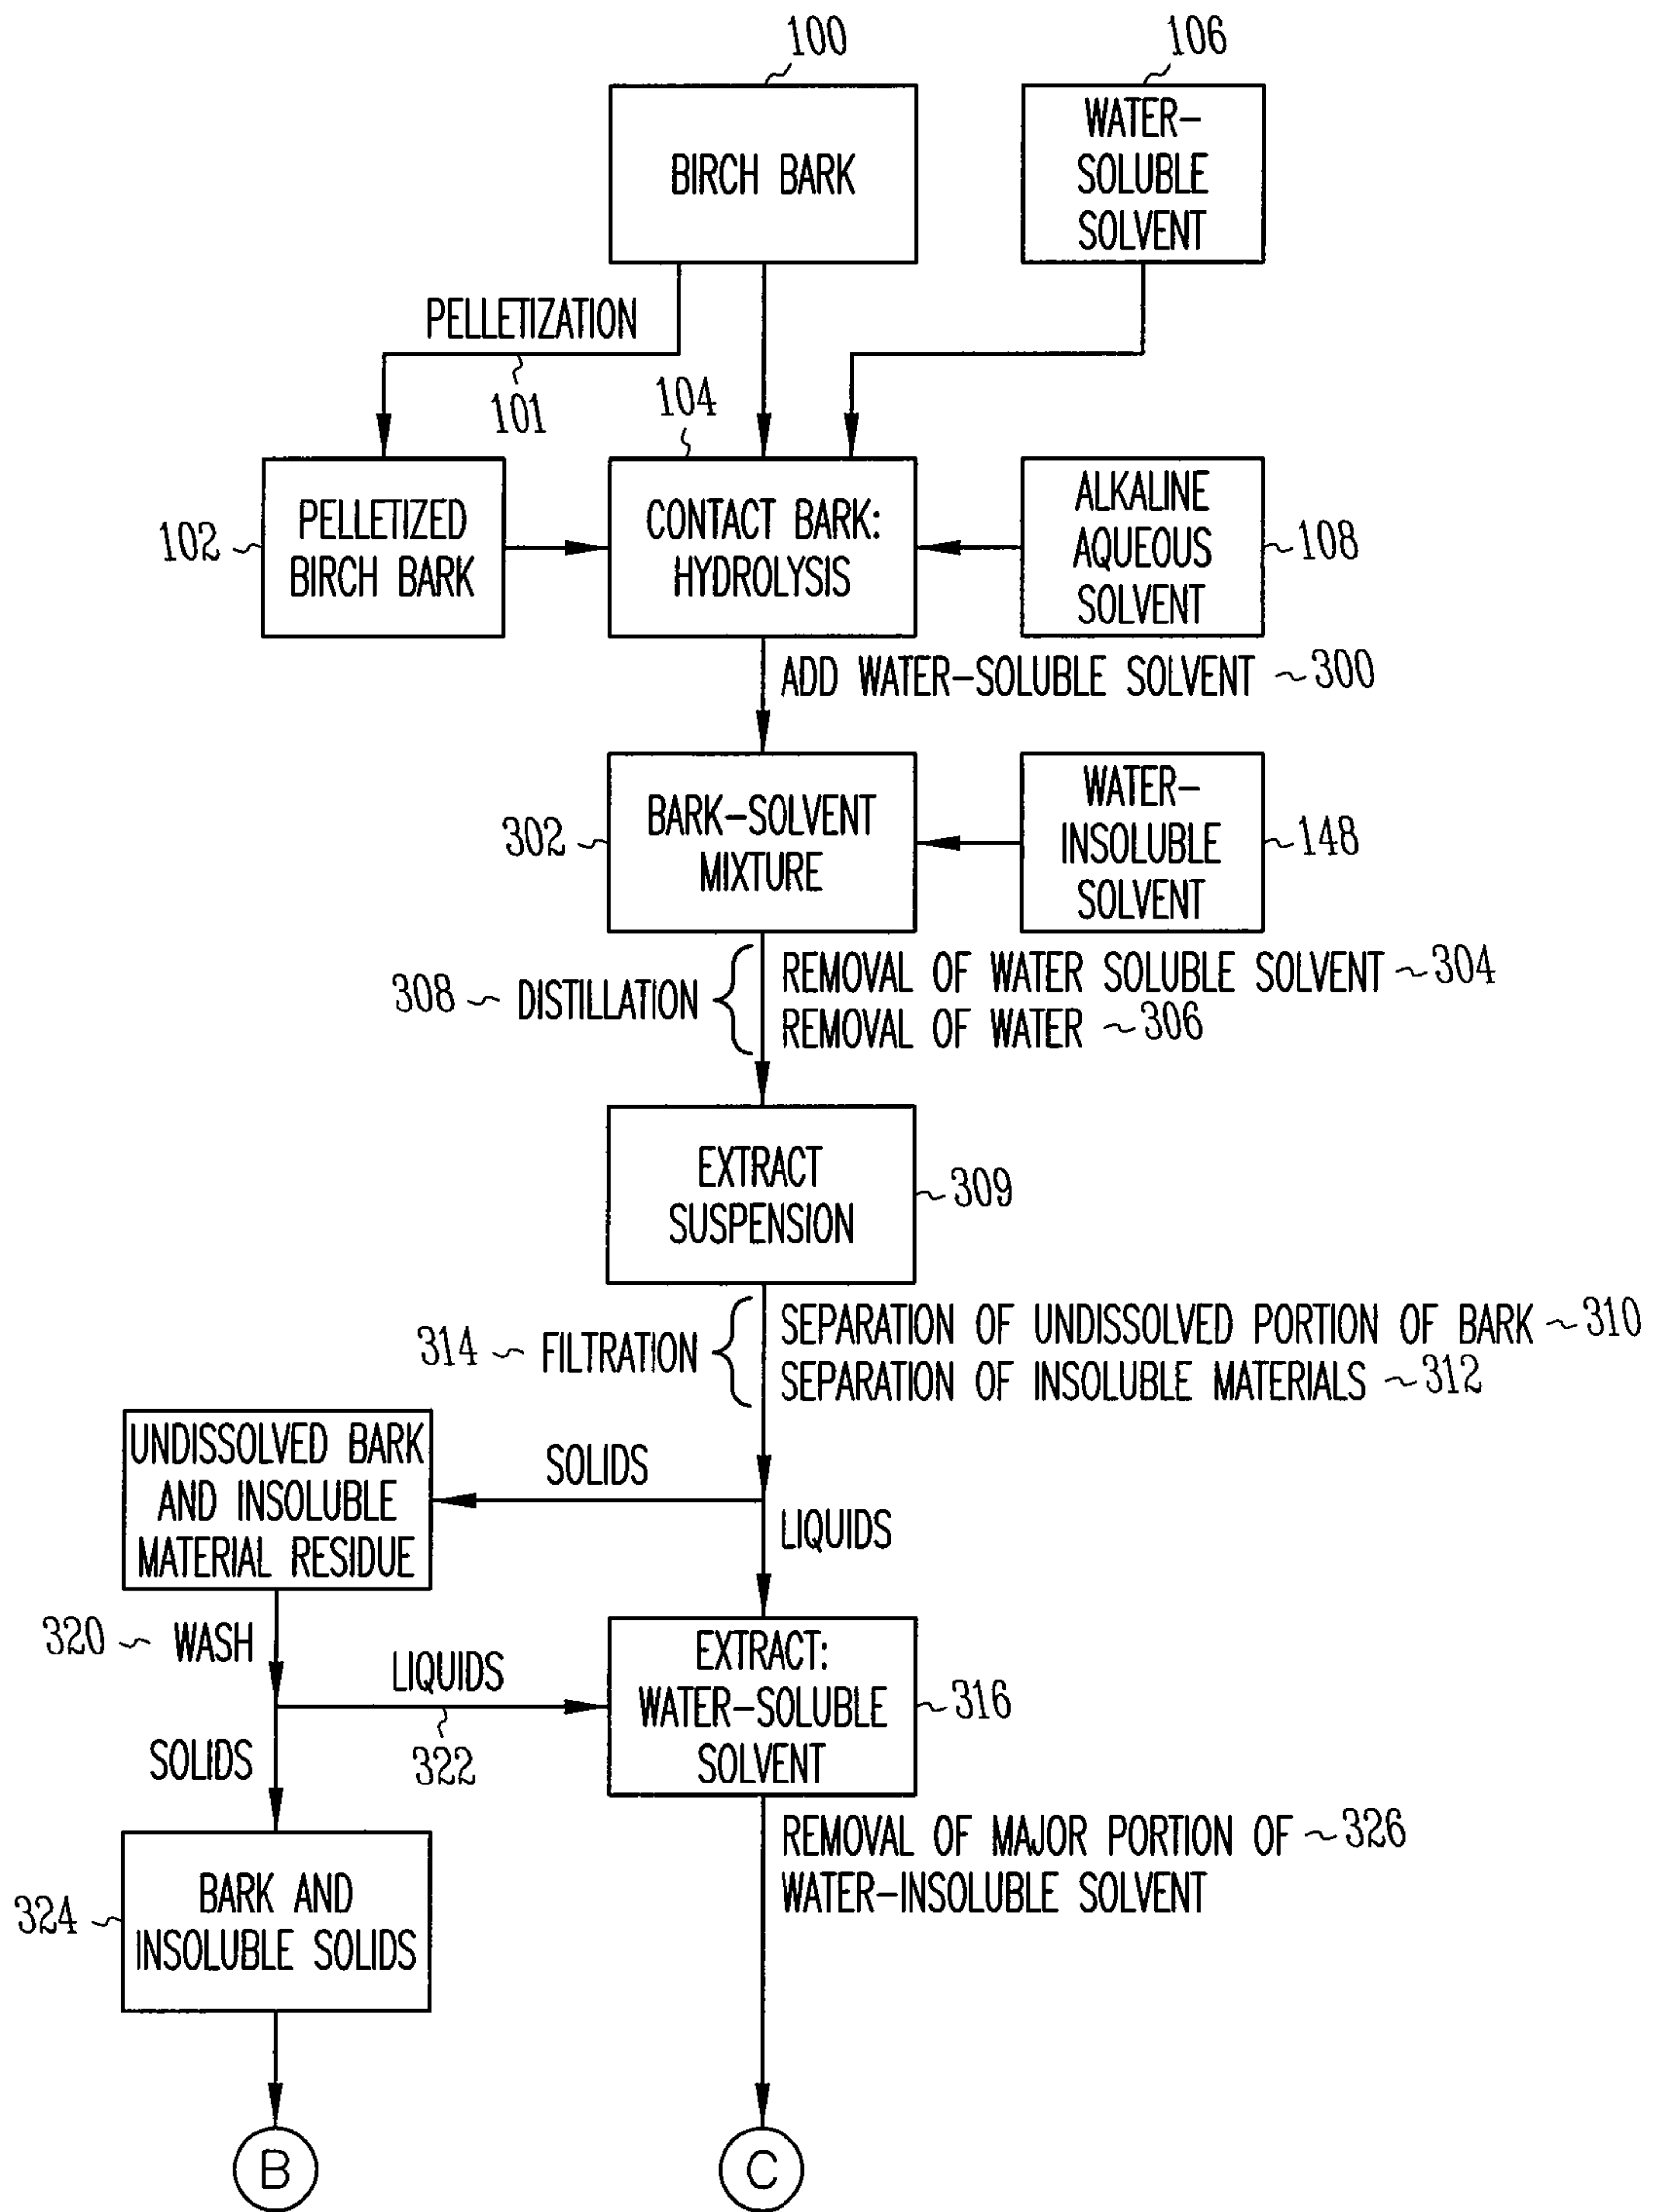 100
106
BIRCH BARK
WATER-
SOLUBLE
SOLVENT
PELLETIZATION
101
104
102
PELLETIZED
BIRCH BARK
CONTACT BARK:
HYDROLYSIS
ALKALINE
AQUEOUS
SOLVENT
108
ADD WATER-SOLUBLE SOLVENT 300
302
BARK-SOLVENT
MIXTURE
WATER-
INSOLUBLE
SOLVENT
148
308 DISTILLATION
REMOVAL OF WATER SOLUBLE SOLVENT 304
REMOVAL OF WATER 306
EXTRACT
SUSPENSION
309
314 FILTRATION
SEPARATION OF UNDISSOLVED PORTION OF BARK 310
SEPARATION OF INSOLUBLE MATERIALS 312
UNDISSOLVED BARK
AND INSOLUBLE
MATERIAL RESIDUE
SOLIDS
LIQUIDS
320 WASH
LIQUIDS
322
SOLIDS
EXTRACT:
WATER-SOLUBLE
SOLVENT
316
REMOVAL OF MAJOR PORTION OF 326
WATER-INSOLUBLE SOLVENT
324
BARK AND
INSOLUBLE SOLIDS
B
C